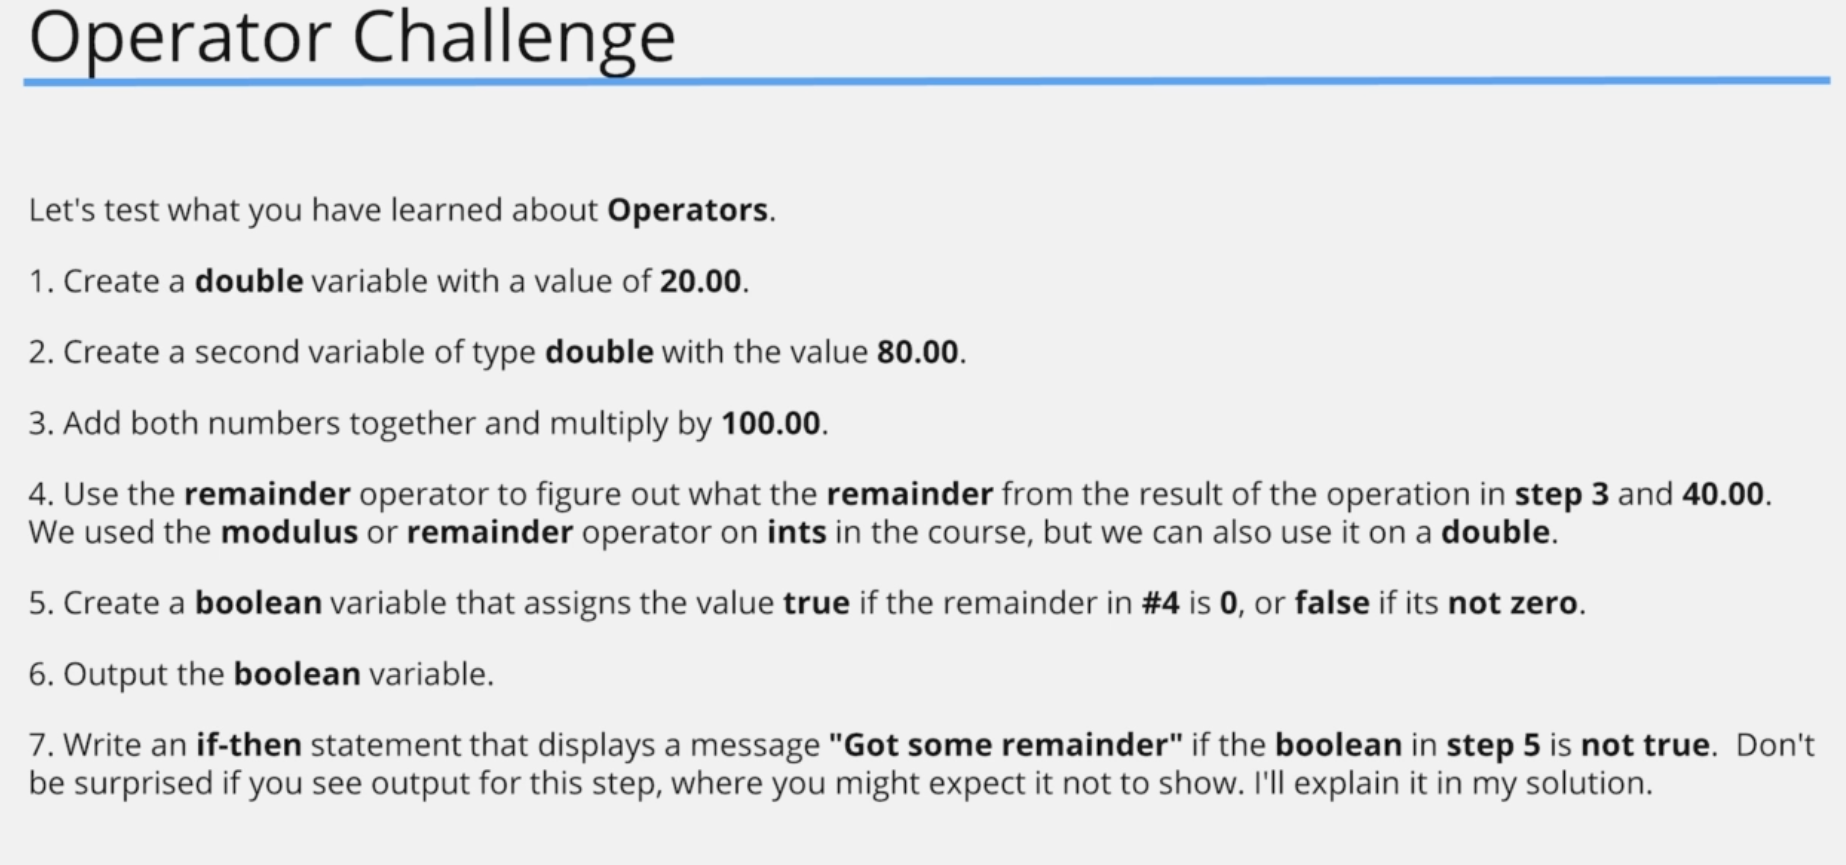 Operator Challenge
Let's test what you have learned about Operators.
1. Create a double variable with a value of 20.00.
2. Create a second variable of type double with the value 80.00.
3. Add both numbers together and multiply by 100.00.
4. Use the remainder operator to figure out what the remainder from the result of the operation in step 3 and 40.00.
We used the modulus or remainder operator on ints in the course, but we can also use it on a double.
5. Create a boolean variable that assigns the value true if the remainder in #4 is 0, or false if its not zero.
6. Output the boolean variable.
7. Write an if-then statement that displays a message "Got some remainder" if the boolean in step 5 is not true.  Don't
be surprised if you see output for this step, where you might expect it not to show. I'll explain it in my solution.